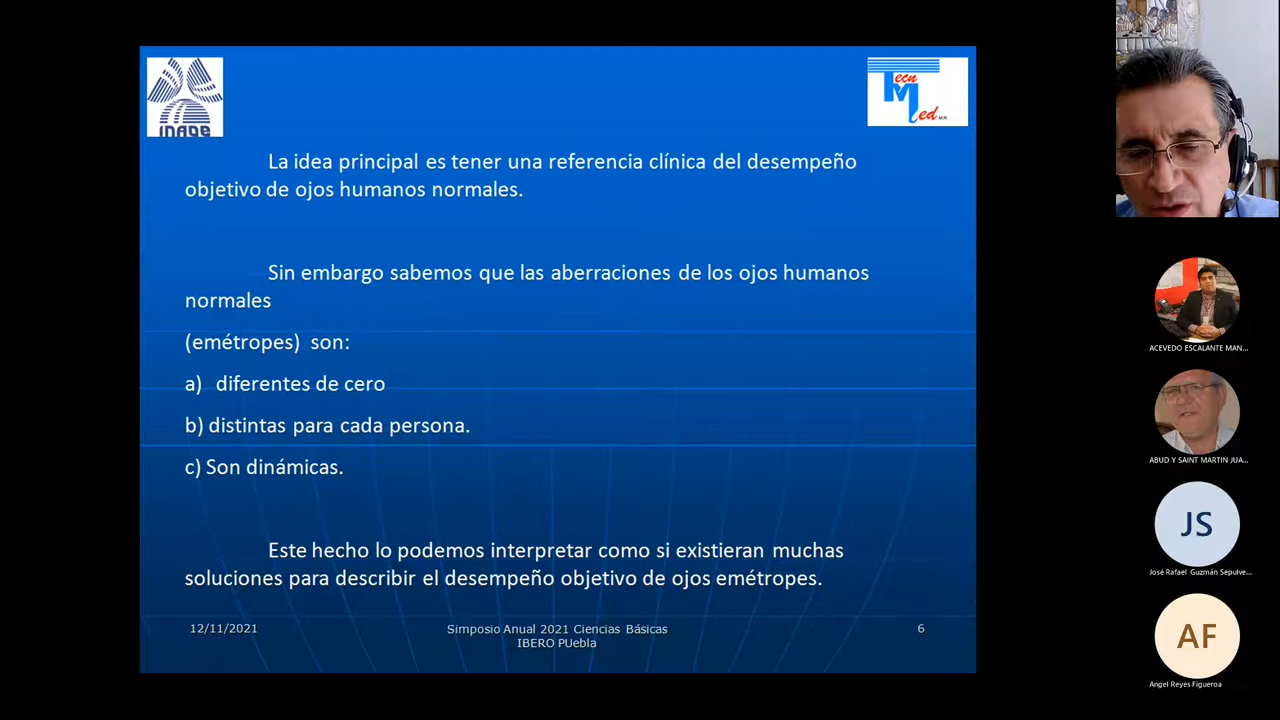 INAOE
Tecn
Med M.R.
La idea principal es tener una referencia clínica del desempeño
objetivo de ojos humanos normales.
Sin embargo sabemos que las aberraciones de los ojos humanos
normales
(emétropes) son:
a) diferentes de cero
b) distintas para cada persona.
c) Son dinámicas.
Este hecho lo podemos interpretar como si existieran muchas
soluciones para describir el desempeño objetivo de ojos emétropes.
12/11/2021
Simposio Anual 2021 Ciencias Básicas
IBERO PUebla
6
ACEVEDO ESCALANTE MAN...
ABUD Y SAINT MARTIN JUA...
JS
José Rafael Guzmán Sepulve...
AF
Angel Reyes Figueroa